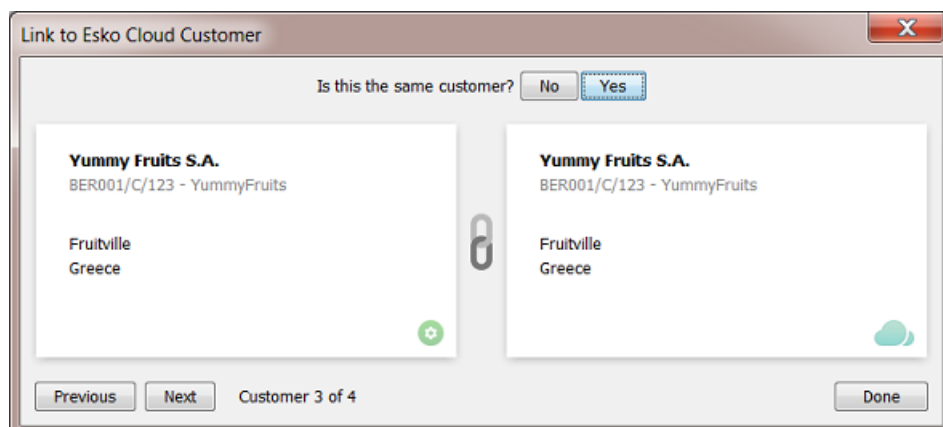 Link to Esko Cloud Customer
X
Is this the same customer? No Yes
Yummy Fruits S.A.
BER001/C/123 - YummyFruits
Fruitville
Greece
Yummy Fruits S.A.
BER001/C/123 - YummyFruits
Fruitville
Greece
Previous Next Customer 3 of 4 Done